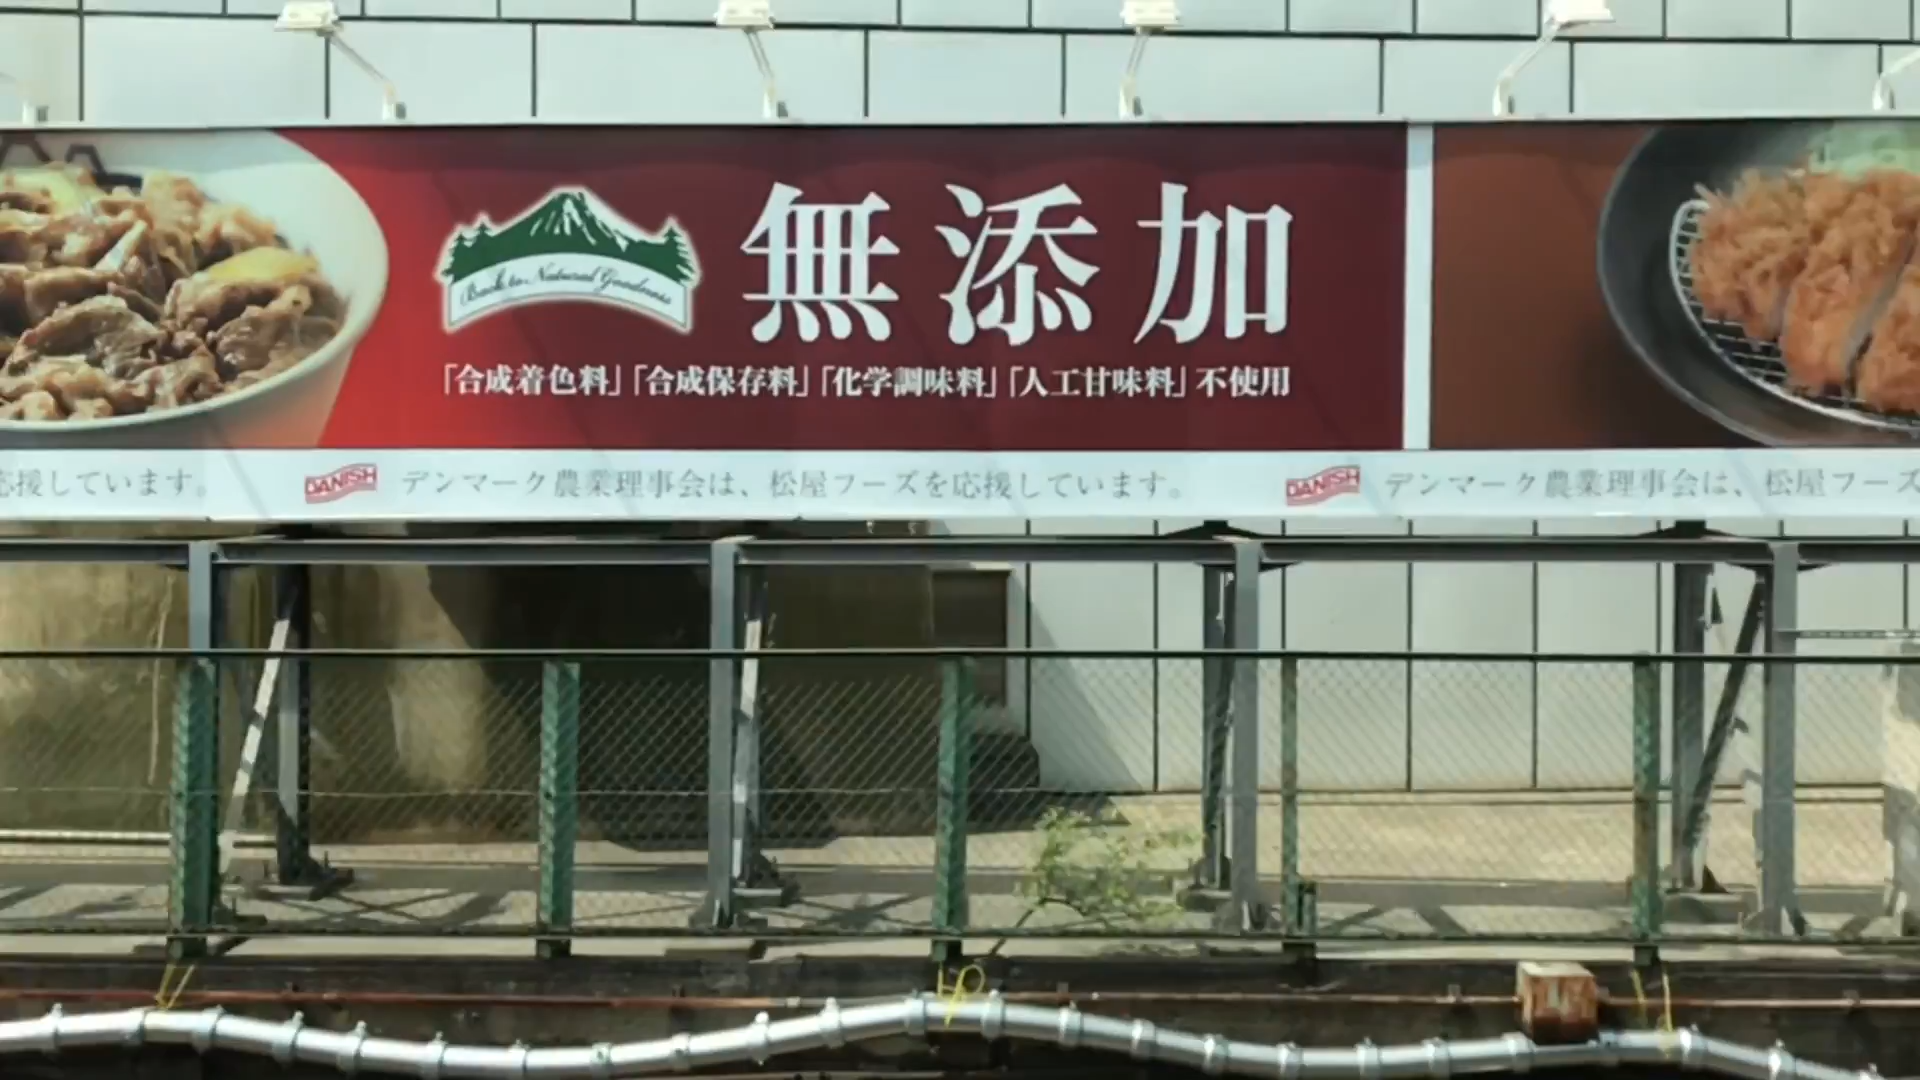 Back to Natural Goodness
無添加
「合成着色料」「合成保存料」「化学調味料」「人工甘味料」不使用
応援しています。
DANISH デンマーク農業理事会は、松屋フーズを応援しています。
DANISH デンマーク農業理事会は、松屋フーズ